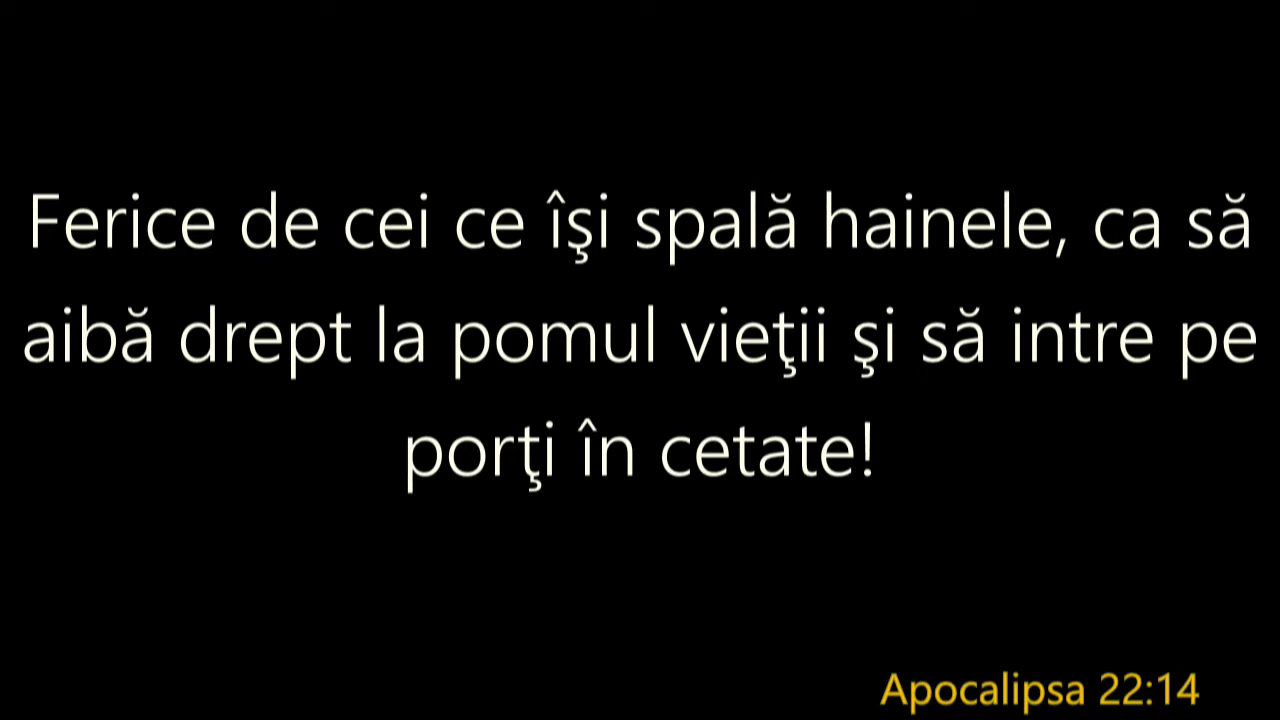 Ferice de cei ce îşi spală hainele, ca să
aibă drept la pomul vieţii şi să intre pe
porţi în cetate!
Apocalipsa 22:14